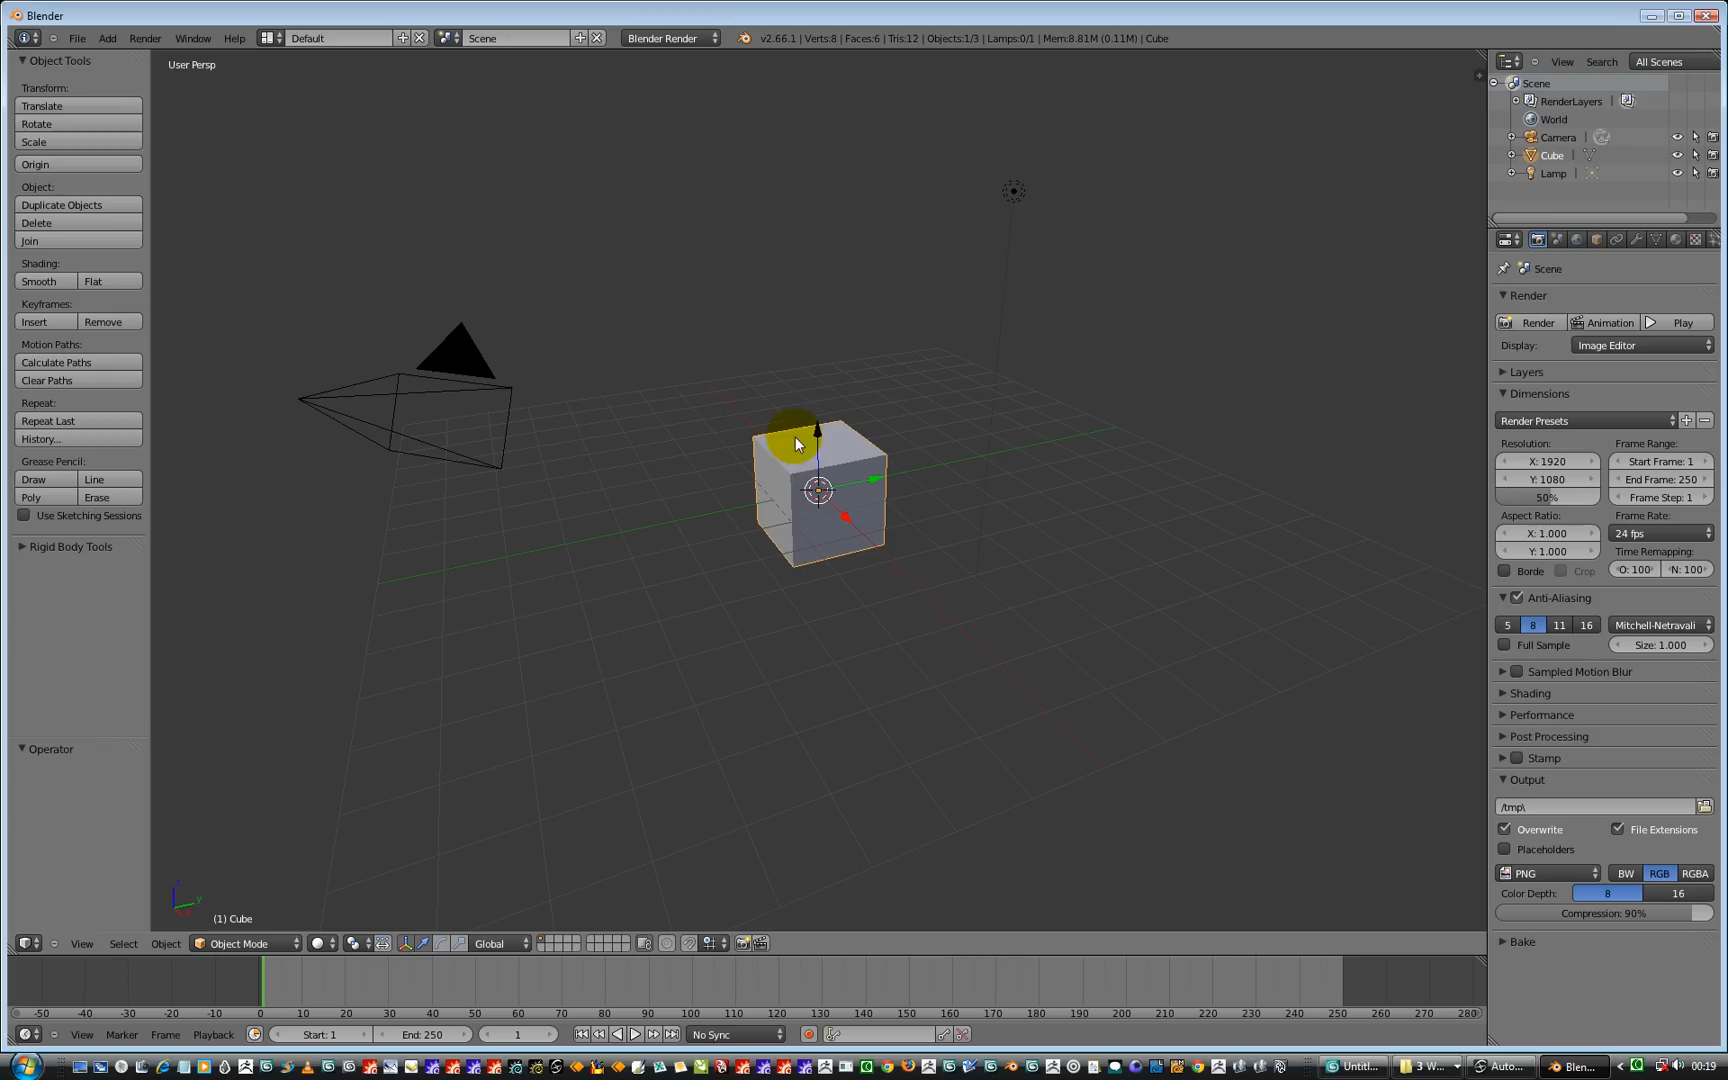 Blender
File Add Render Window Help Default Scene Blender Render v2.66.1 | Verts:8 | Faces:6 | Tris:12 | Objects:1/3 | Lamps:0/1 | Mem:8.81M (0.11M) | Cube
Object Tools
Transform:
Translate
Rotate
Scale
Origin
Object:
Duplicate Objects
Delete
Join
Shading:
Smooth Flat
Keyframes:
Insert Remove
Motion Paths:
Calculate Paths
Clear Paths
Repeat:
Repeat Last
History...
Grease Pencil:
Draw Line
Poly Erase
Use Sketching Sessions
Rigid Body Tools
Operator
User Persp
(1) Cube
View Select Object Object Mode Global
-50 -40 -30 -20 -10 0 10 20 30 40 50 60 70 80 90 100 110 120 130 140 150 160 170 180 190 200 210 220 230 240 250 260 270 280
View Marker Frame Playback Start: 1 End: 250 1 No Sync
View Search All Scenes
Scene
RenderLayers |
World
Camera |
Cube |
Lamp |
Scene
Render
Render Animation Play
Display: Image Editor
Layers
Dimensions
Render Presets
Resolution: Frame Range:
X: 1920 Start Frame: 1
Y: 1080 End Frame: 250
50% Frame Step: 1
Aspect Ratio: Frame Rate:
X: 1.000 24 fps
Y: 1.000 Time Remapping:
Borde Crop O: 100 N: 100
Anti-Aliasing
5 8 11 16 Mitchell-Netravali
Full Sample Size: 1.000
Sampled Motion Blur
Shading
Performance
Post Processing
Stamp
Output
/tmp\
Overwrite File Extensions
Placeholders
PNG BW RGB RGBA
Color Depth: 8 16
Compression: 90%
Bake
Untitl... 3 W... Auto... Blen... 00:19